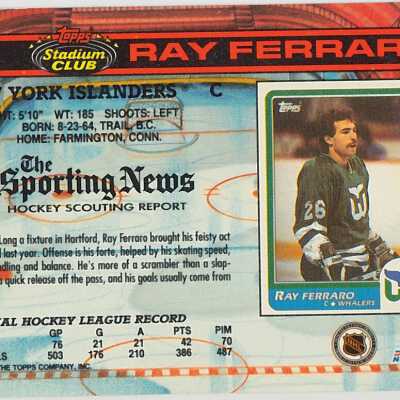 Topps
Stadium
CLUB
RAY FERRARO
YORK ISLANDERS C
HT: 5'10" WT: 185 SHOOTS: LEFT
BORN: 8-23-64, TRAIL, B.C.
HOME: FARMINGTON, CONN.
The
Sporting News
HOCKEY SCOUTING REPORT
Long a fixture in Hartford, Ray Ferraro brought his feisty act
last year. Offense is his forte, helped by his skating speed,
and balance. He's more of a scrambler than a slap-
a quick release off the pass, and his goals usually come from
HOCKEY LEAGUE RECORD
GP G A PTS PIM
76 21 21 42 70
503 176 210 386 487
THE TOPPS COMPANY, INC.
TOPPS
26
RAY FERRARO
C WHALERS
NHL